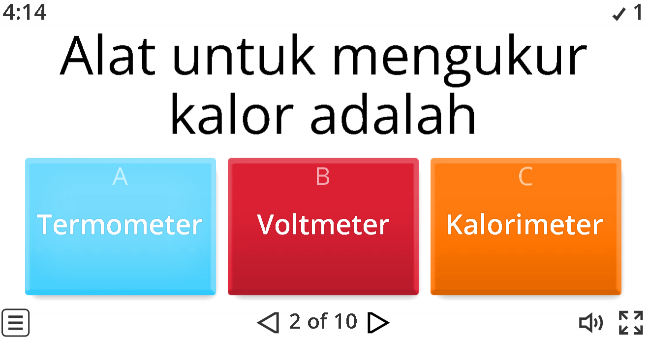 4:14
✓ 1
Alat untuk mengukur
kalor adalah
A
Termometer
B
Voltmeter
C
Kalorimeter
2 of 10